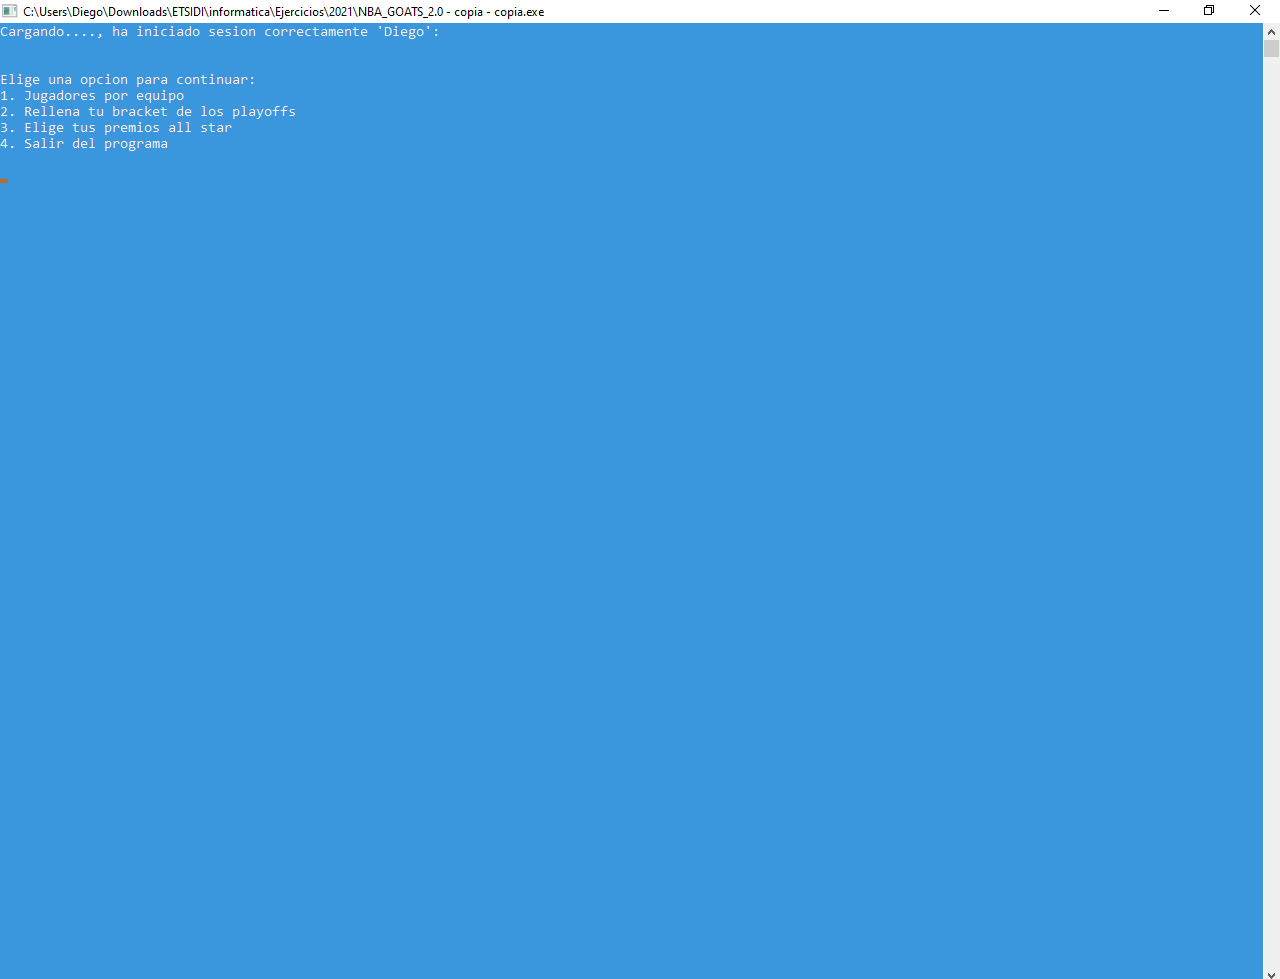 C:\Users\Diego\Downloads\ETSIDI\informatica\Ejercicios\2021\NBA_GOATS_2.0 - copia - copia.exe
Cargando...., ha iniciado sesion correctamente 'Diego':
Elige una opcion para continuar:
1. Jugadores por equipo
2. Rellena tu bracket de los playoffs
3. Elige tus premios all star
4. Salir del programa